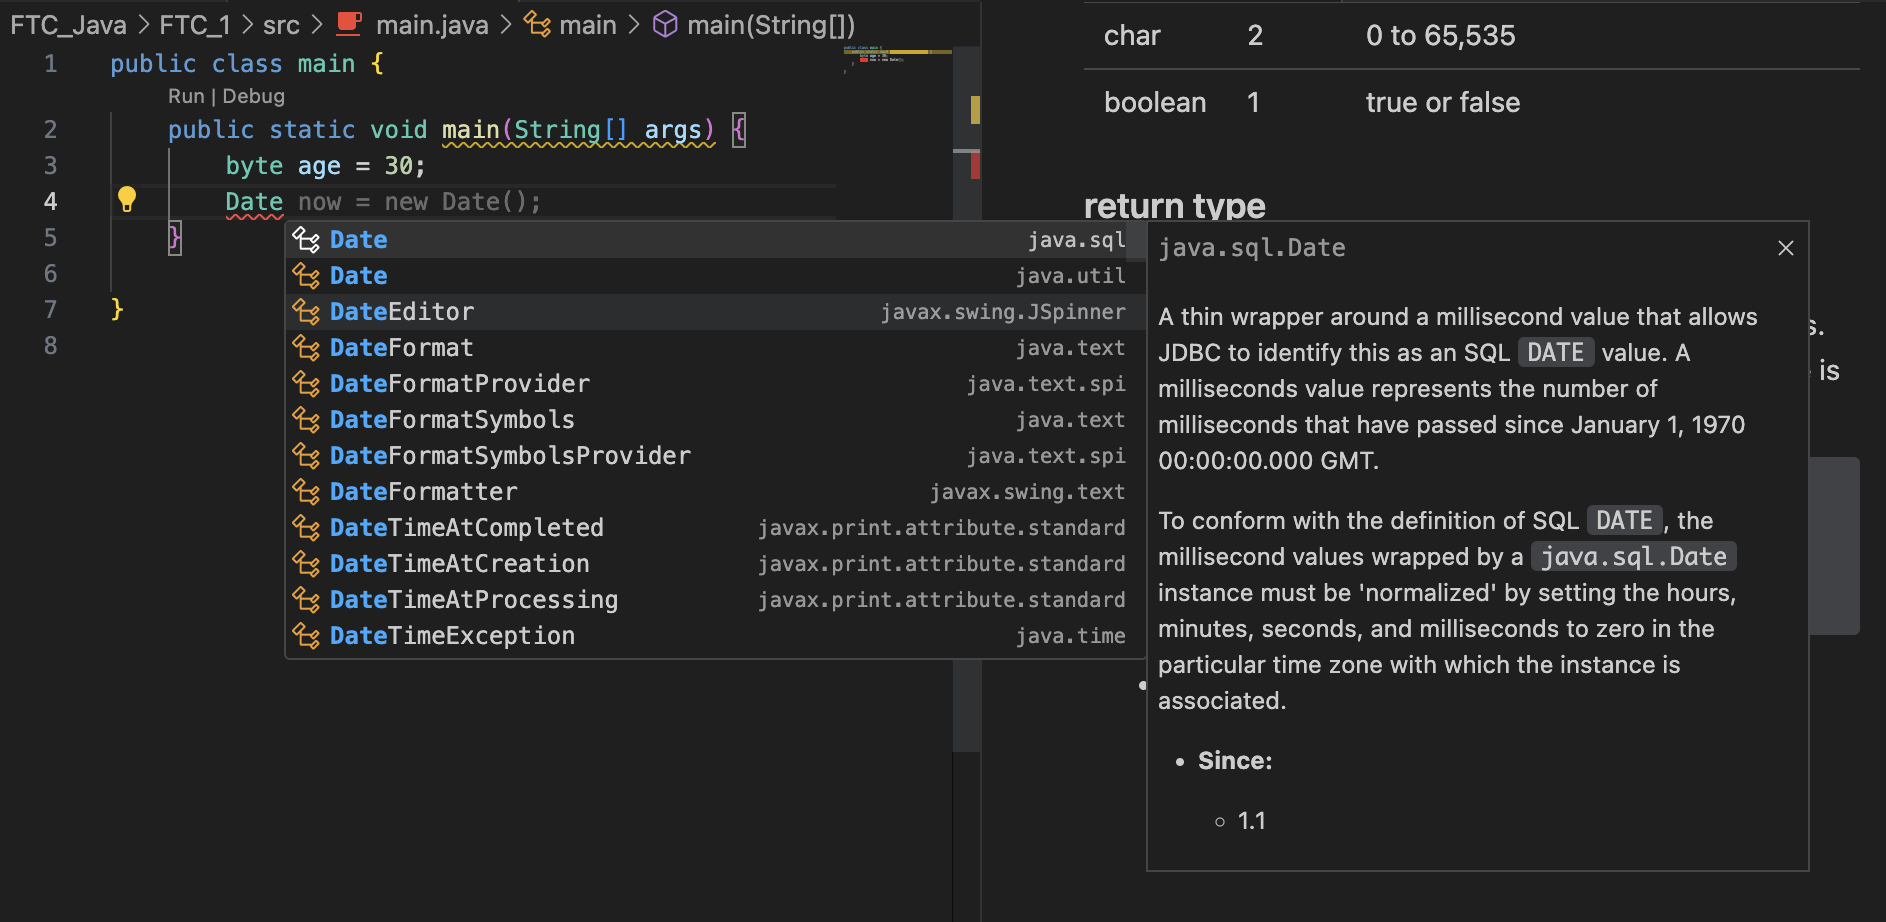 FTC_Java > FTC_1 > src > main.java > main > main(String[])
1 public class main {
Run | Debug
2 public static void main(String[] args) {
3 byte age = 30;
4 Date now = new Date();
5 }
6
7 }
8
Date java.sql
Date java.util
DateEditor javax.swing.JSpinner
DateFormat java.text
DateFormatProvider java.text.spi
DateFormatSymbols java.text
DateFormatSymbolsProvider java.text.spi
DateFormatter javax.swing.text
DateTimeAtCompleted javax.print.attribute.standard
DateTimeAtCreation javax.print.attribute.standard
DateTimeAtProcessing javax.print.attribute.standard
DateTimeException java.time
char 2 0 to 65,535
boolean 1 true or false
return type
java.sql.Date
A thin wrapper around a millisecond value that allows
JDBC to identify this as an SQL DATE value. A
milliseconds value represents the number of
milliseconds that have passed since January 1, 1970
00:00:00.000 GMT.
To conform with the definition of SQL DATE, the
millisecond values wrapped by a java.sql.Date
instance must be 'normalized' by setting the hours,
minutes, seconds, and milliseconds to zero in the
particular time zone with which the instance is
associated.
• Since:
◦ 1.1
s.
is